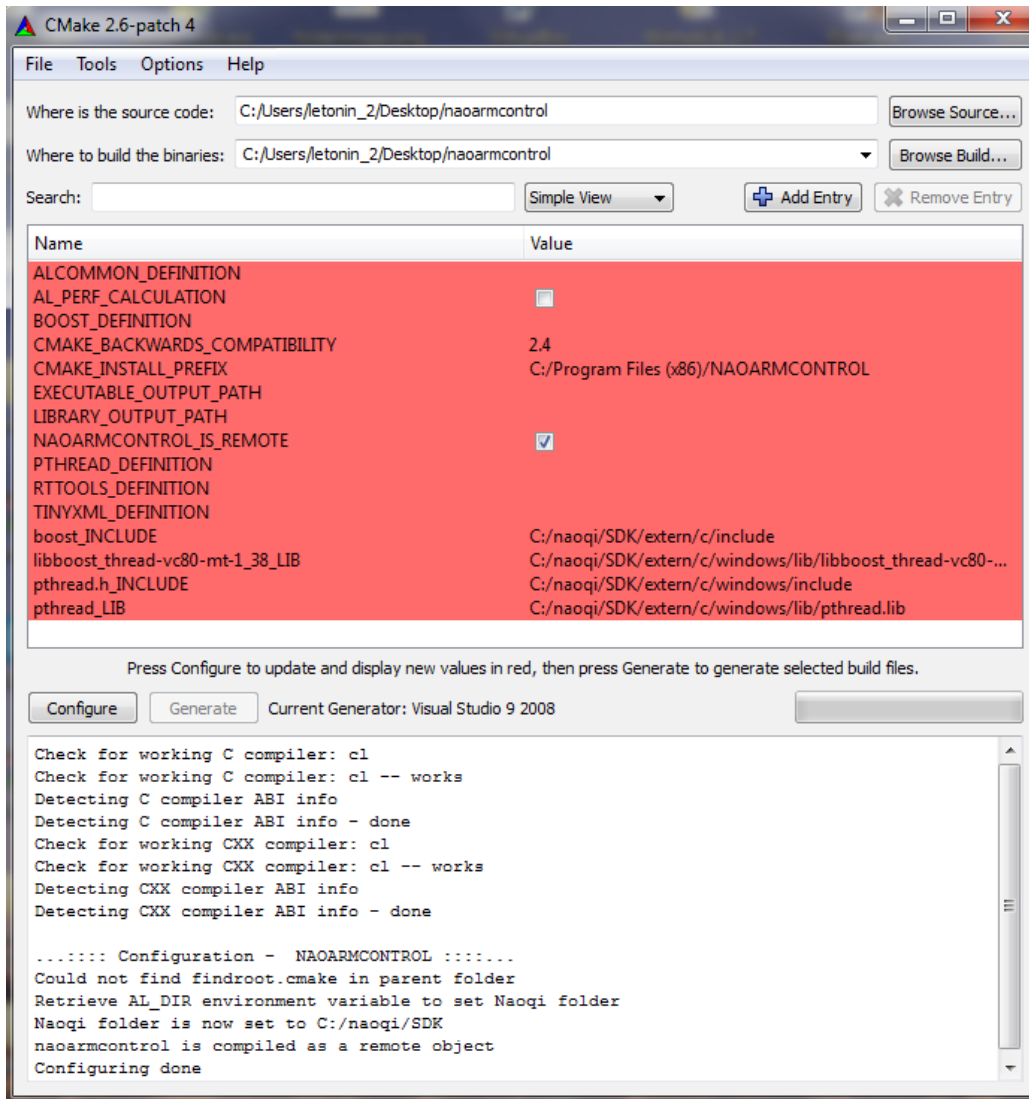 CMake 2.6-patch 4
File Tools Options Help
Where is the source code: C:/Users/letonin_2/Desktop/naoarmcontrol Browse Source...
Where to build the binaries: C:/Users/letonin_2/Desktop/naoarmcontrol Browse Build...
Search: Simple View Add Entry Remove Entry
Name Value
ALCOMMON_DEFINITION
AL_PERF_CALCULATION
BOOST_DEFINITION
CMAKE_BACKWARDS_COMPATIBILITY 2.4
CMAKE_INSTALL_PREFIX C:/Program Files (x86)/NAOARMCONTROL
EXECUTABLE_OUTPUT_PATH
LIBRARY_OUTPUT_PATH
NAOARMCONTROL_IS_REMOTE
PTHREAD_DEFINITION
RTTOOLS_DEFINITION
TINYXML_DEFINITION
boost_INCLUDE C:/naoqi/SDK/extern/c/include
libboost_thread-vc80-mt-1_38_LIB C:/naoqi/SDK/extern/c/windows/lib/libboost_thread-vc80-...
pthread.h_INCLUDE C:/naoqi/SDK/extern/c/windows/include
pthread_LIB C:/naoqi/SDK/extern/c/windows/lib/pthread.lib
Press Configure to update and display new values in red, then press Generate to generate selected build files.
Configure Generate Current Generator: Visual Studio 9 2008
Check for working C compiler: cl
Check for working C compiler: cl -- works
Detecting C compiler ABI info
Detecting C compiler ABI info - done
Check for working CXX compiler: cl
Check for working CXX compiler: cl -- works
Detecting CXX compiler ABI info
Detecting CXX compiler ABI info - done
...:::: Configuration -  NAOARMCONTROL ::::...
Could not find findroot.cmake in parent folder
Retrieve AL_DIR environment variable to set Naoqi folder
Naoqi folder is now set to C:/naoqi/SDK
naoarmcontrol is compiled as a remote object
Configuring done